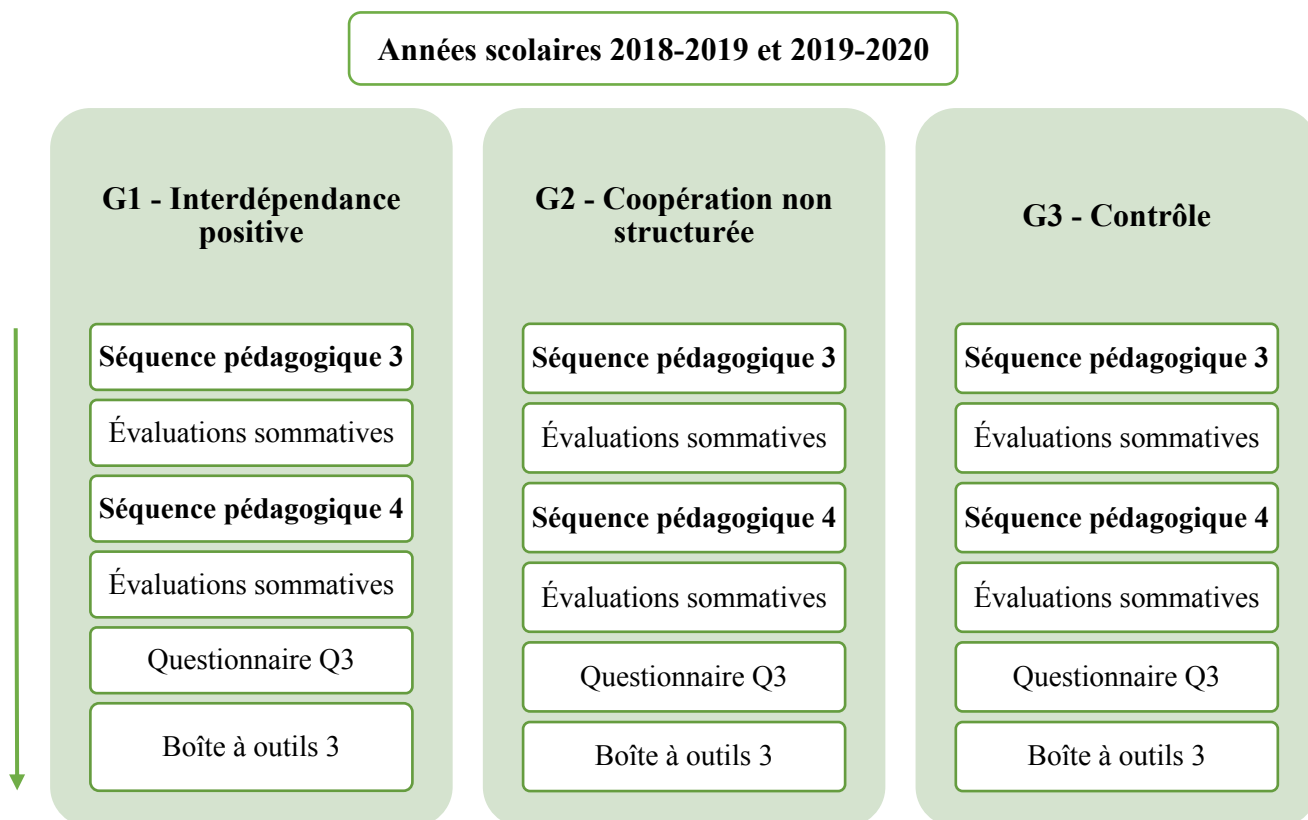 Années scolaires 2018-2019 et 2019-2020
G1 - Interdépendance
positive
Séquence pédagogique 3
Évaluations sommatives
Séquence pédagogique 4
Évaluations sommatives
Questionnaire Q3
Boîte à outils 3
G2 - Coopération non
structurée
Séquence pédagogique 3
Évaluations sommatives
Séquence pédagogique 4
Évaluations sommatives
Questionnaire Q3
Boîte à outils 3
G3 - Contrôle
Séquence pédagogique 3
Évaluations sommatives
Séquence pédagogique 4
Évaluations sommatives
Questionnaire Q3
Boîte à outils 3